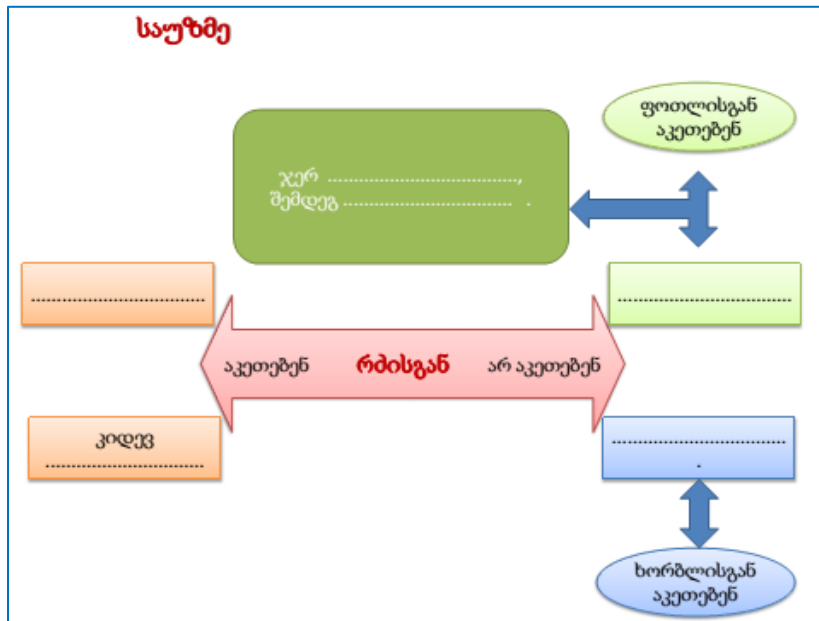 საუზმე
ფოთლისგან
აკეთებენ
ჯერ ....................................,
შემდეგ ................................ .
..................................
..................................
აკეთებენ რძისგან არ აკეთებენ
კიდევ
..............................
..................................
.
ხორბლისგან
აკეთებენ